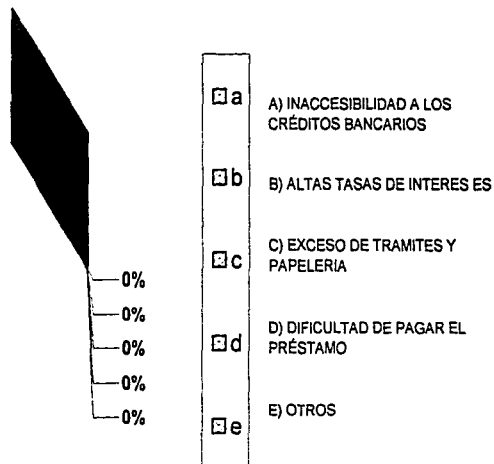 a
A) INACCESIBILIDAD A LOS
CRÉDITOS BANCARIOS
b
B) ALTAS TASAS DE INTERES ES
c
C) EXCESO DE TRAMITES Y
PAPELERIA
0%
0%
0%
0%
0%
d
D) DIFICULTAD DE PAGAR EL
PRÉSTAMO
e
E) OTROS